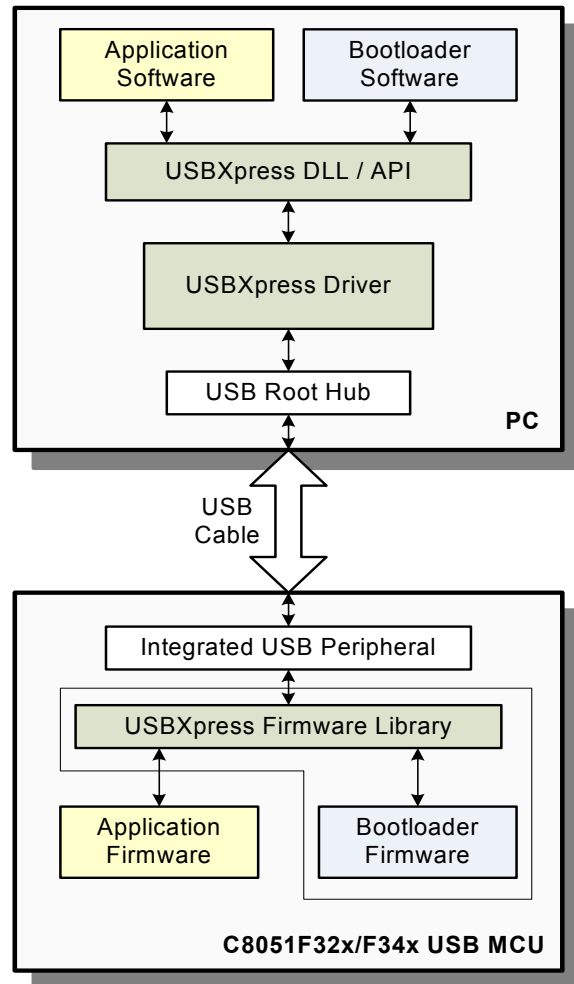 Application
Software
Bootloader
Software
USBXpress DLL / API
USBXpress Driver
USB Root Hub
PC
USB
Cable
Integrated USB Peripheral
USBXpress Firmware Library
Application
Firmware
Bootloader
Firmware
C8051F32x/F34x USB MCU